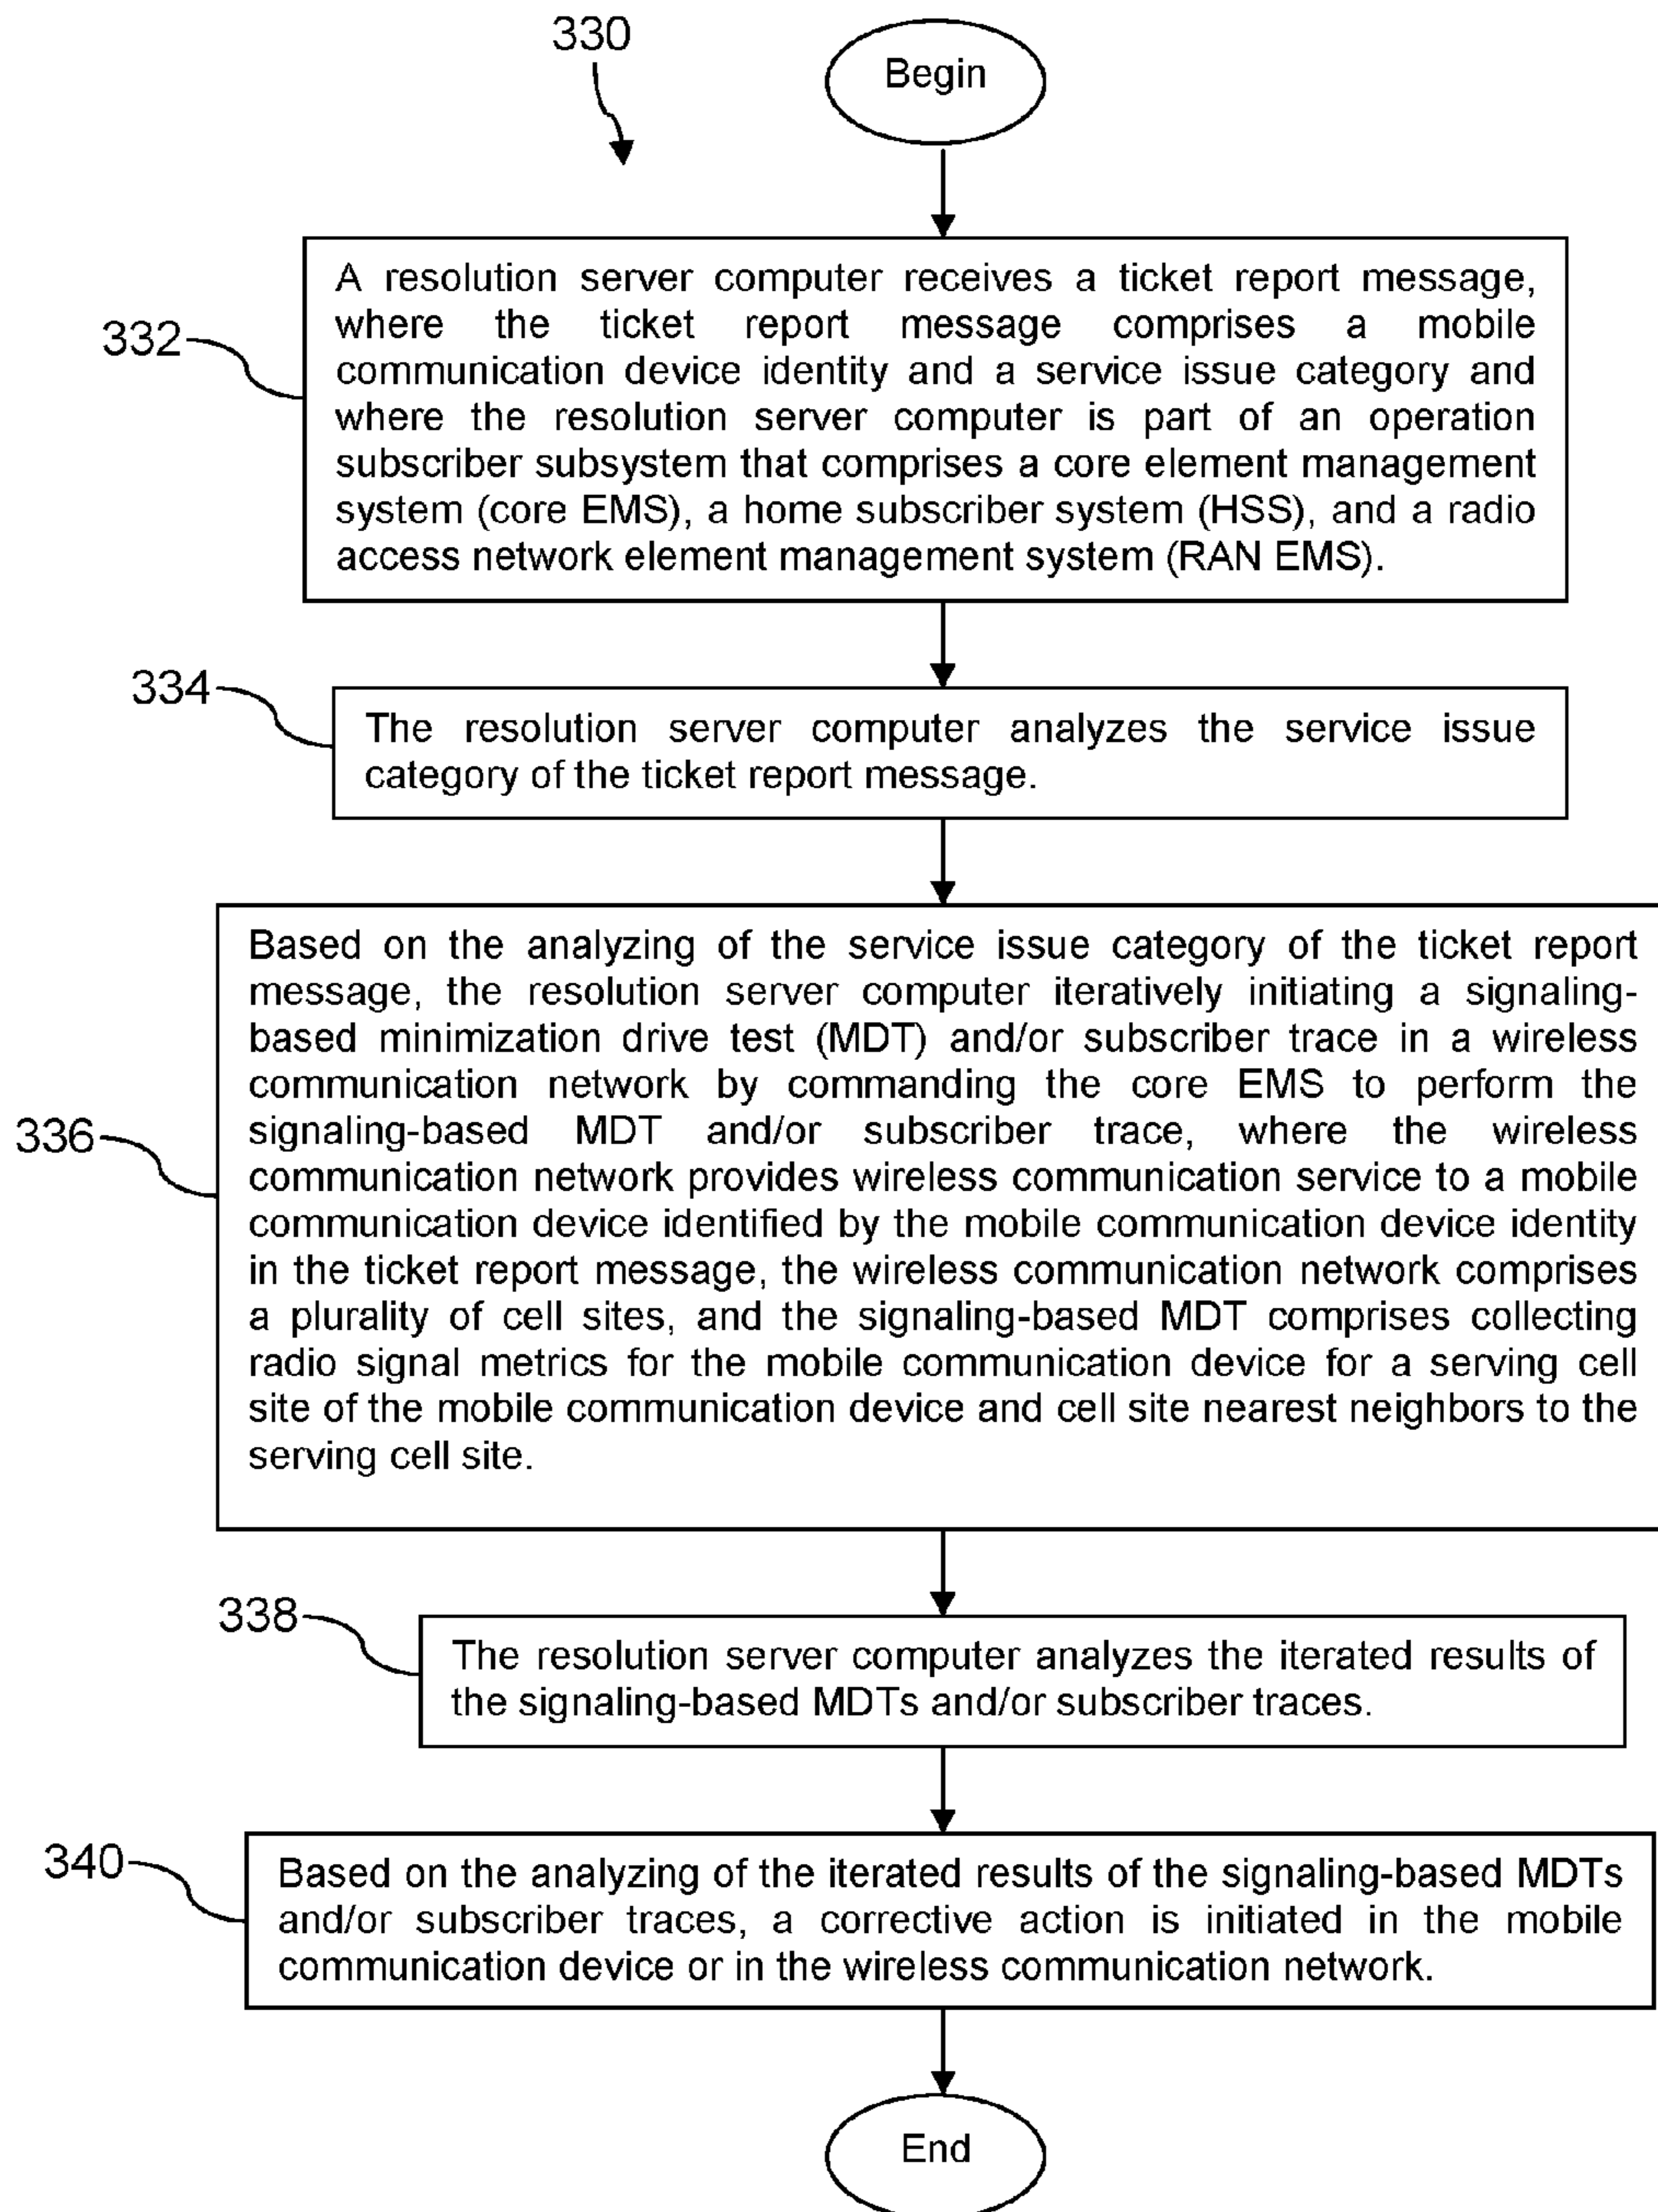 330
Begin
332
A resolution server computer receives a ticket report message,
where the ticket report message comprises a mobile
communication device identity and a service issue category and
where the resolution server computer is part of an operation
subscriber subsystem that comprises a core element management
system (core EMS), a home subscriber system (HSS), and a radio
access network element management system (RAN EMS).
334
The resolution server computer analyzes the service issue
category of the ticket report message.
336
Based on the analyzing of the service issue category of the ticket report
message, the resolution server computer iteratively initiating a signaling-
based minimization drive test (MDT) and/or subscriber trace in a wireless
communication network by commanding the core EMS to perform the
signaling-based MDT and/or subscriber trace, where the wireless
communication network provides wireless communication service to a mobile
communication device identified by the mobile communication device identity
in the ticket report message, the wireless communication network comprises
a plurality of cell sites, and the signaling-based MDT comprises collecting
radio signal metrics for the mobile communication device for a serving cell
site of the mobile communication device and cell site nearest neighbors to the
serving cell site.
338
The resolution server computer analyzes the iterated results of
the signaling-based MDTs and/or subscriber traces.
340
Based on the analyzing of the iterated results of the signaling-based MDTs
and/or subscriber traces, a corrective action is initiated in the mobile
communication device or in the wireless communication network.
End